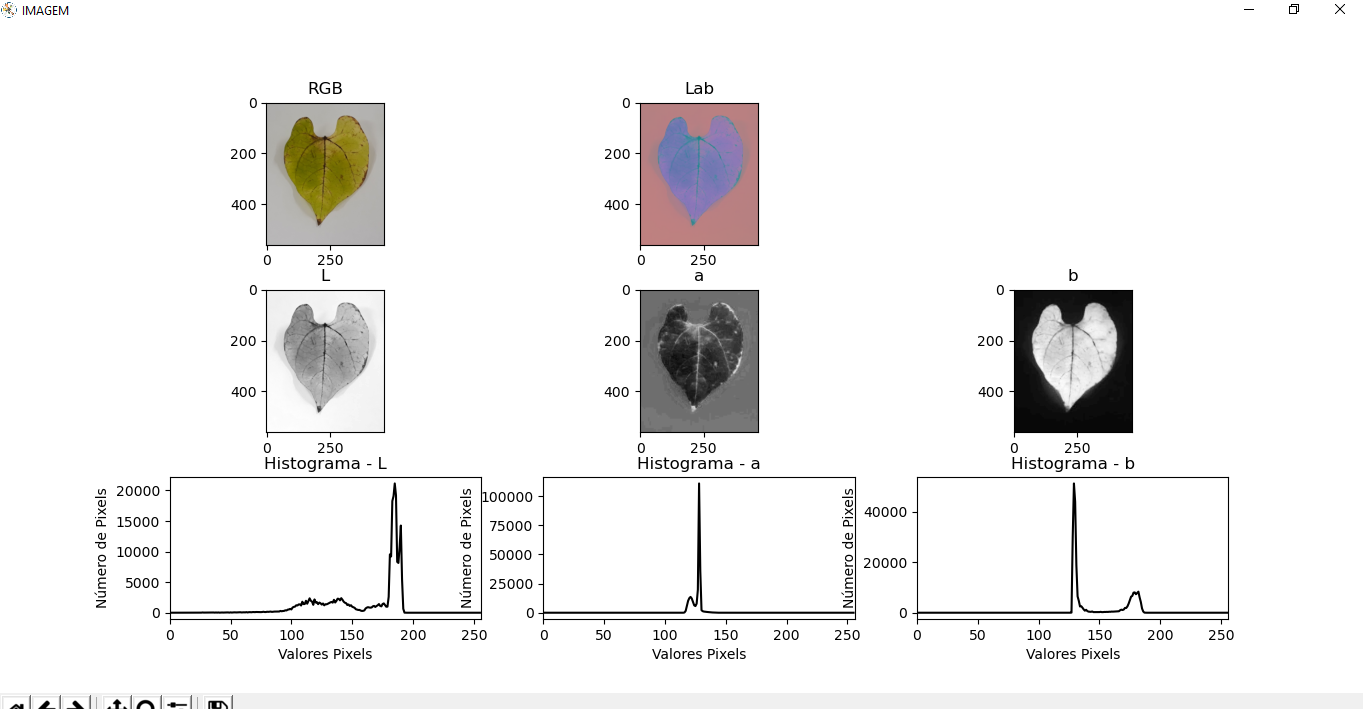 IMAGEM
RGB
0
200
400
0 250
Lab
0
200
400
0 250
L
0
200
400
0 250
a
0
200
400
0 250
b
0
200
400
0 250
Histograma - L
Número de Pixels
20000
15000
10000
5000
0
0 50 100 150 200 250
Valores Pixels
Histograma - a
Número de Pixels
100000
75000
50000
25000
0
0 50 100 150 200 250
Valores Pixels
Histograma - b
Número de Pixels
40000
20000
0
0 50 100 150 200 250
Valores Pixels